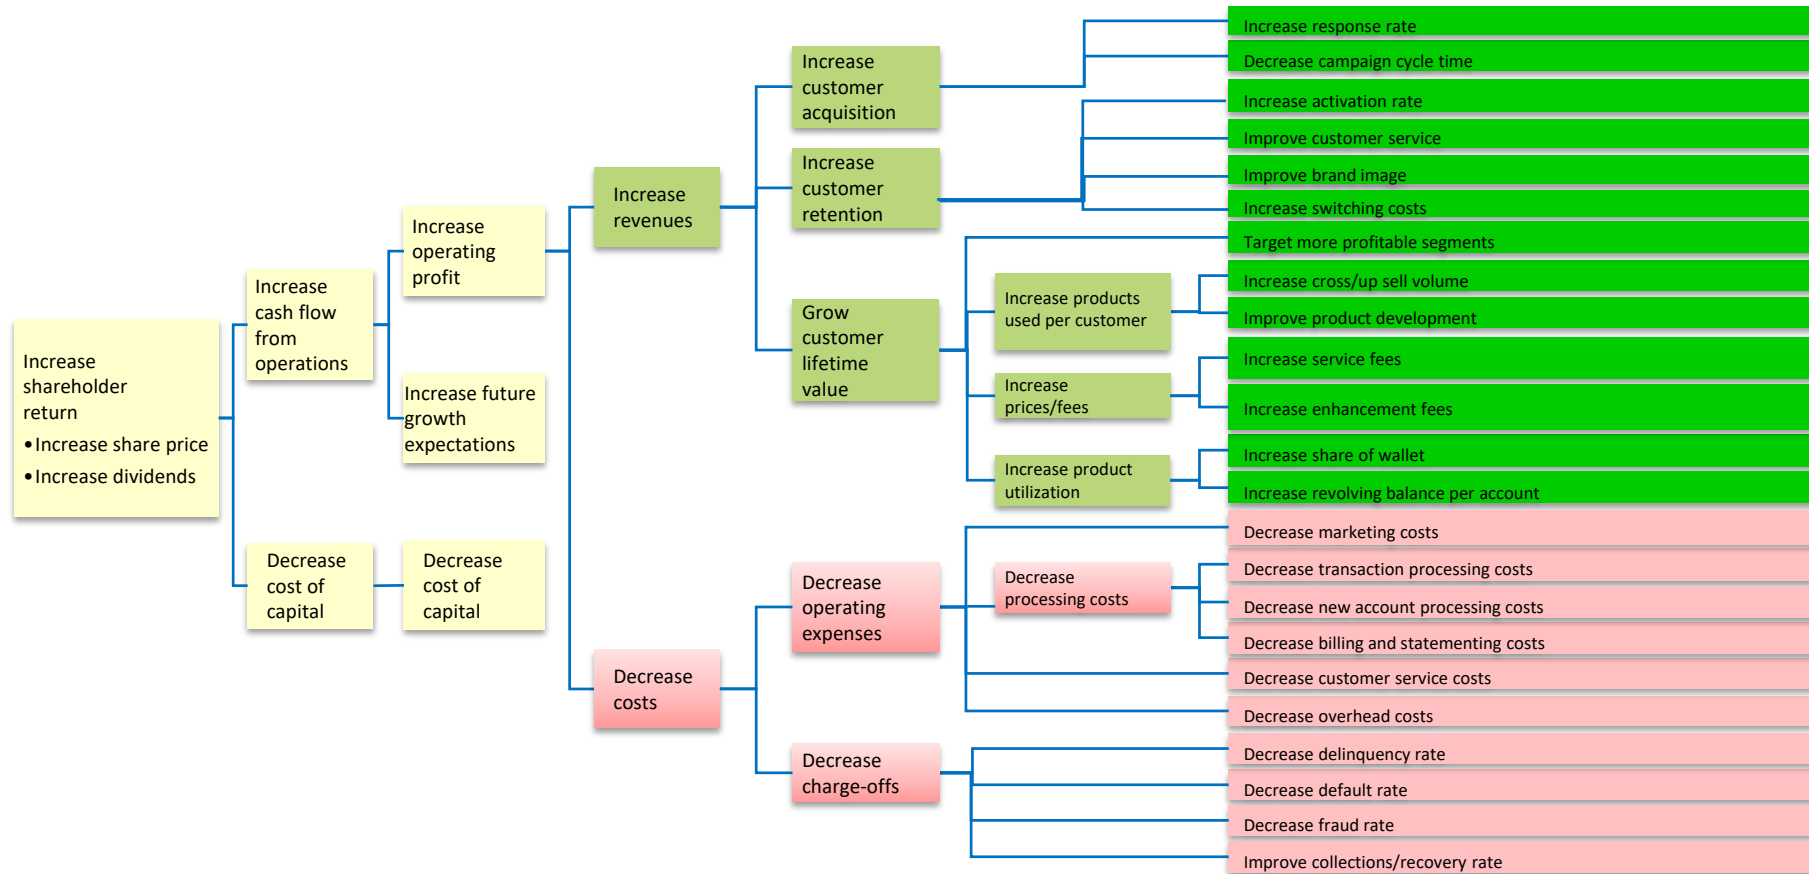 Increase
shareholder
return
•Increase share price
•Increase dividends
Increase
cash flow
from
operations
Decrease
cost of
capital
Increase
operating
profit
Increase future
growth
expectations
Decrease
cost of
capital
Increase
revenues
Decrease
costs
Increase
customer
acquisition
Increase
customer
retention
Grow
customer
lifetime
value
Decrease
operating
expenses
Decrease
charge-offs
Increase products
used per customer
Increase
prices/fees
Increase product
utilization
Decrease
processing costs
Increase response rate
Decrease campaign cycle time
Increase activation rate
Improve customer service
Improve brand image
Increase switching costs
Target more profitable segments
Increase cross/up sell volume
Improve product development
Increase service fees
Increase enhancement fees
Increase share of wallet
Increase revolving balance per account
Decrease marketing costs
Decrease transaction processing costs
Decrease new account processing costs
Decrease billing and statementing costs
Decrease customer service costs
Decrease overhead costs
Decrease delinquency rate
Decrease default rate
Decrease fraud rate
Improve collections/recovery rate